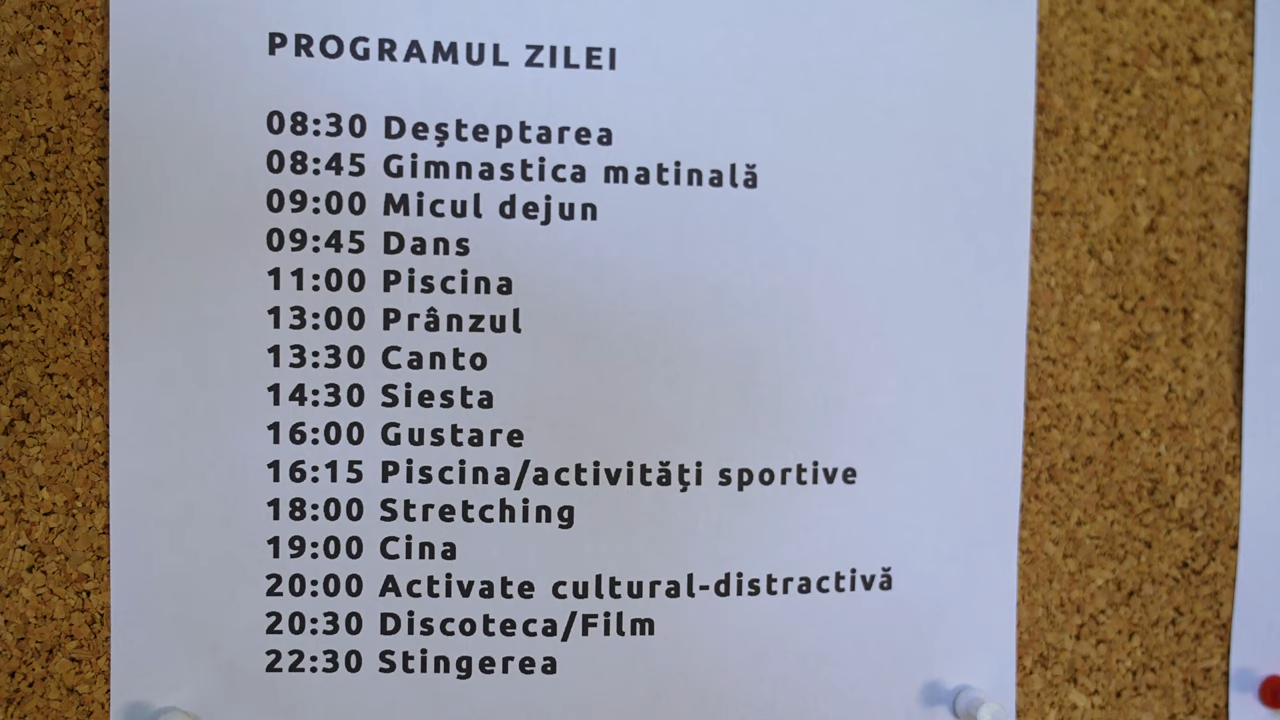 PROGRAMUL ZILEI
08:30 Deșteptarea
08:45 Gimnastica matinală
09:00 Micul dejun
09:45 Dans
11:00 Piscina
13:00 Prânzul
13:30 Canto
14:30 Siesta
16:00 Gustare
16:15 Piscina/activități sportive
18:00 Stretching
19:00 Cina
20:00 Activate cultural-distractivă
20:30 Discoteca/Film
22:30 Stingerea